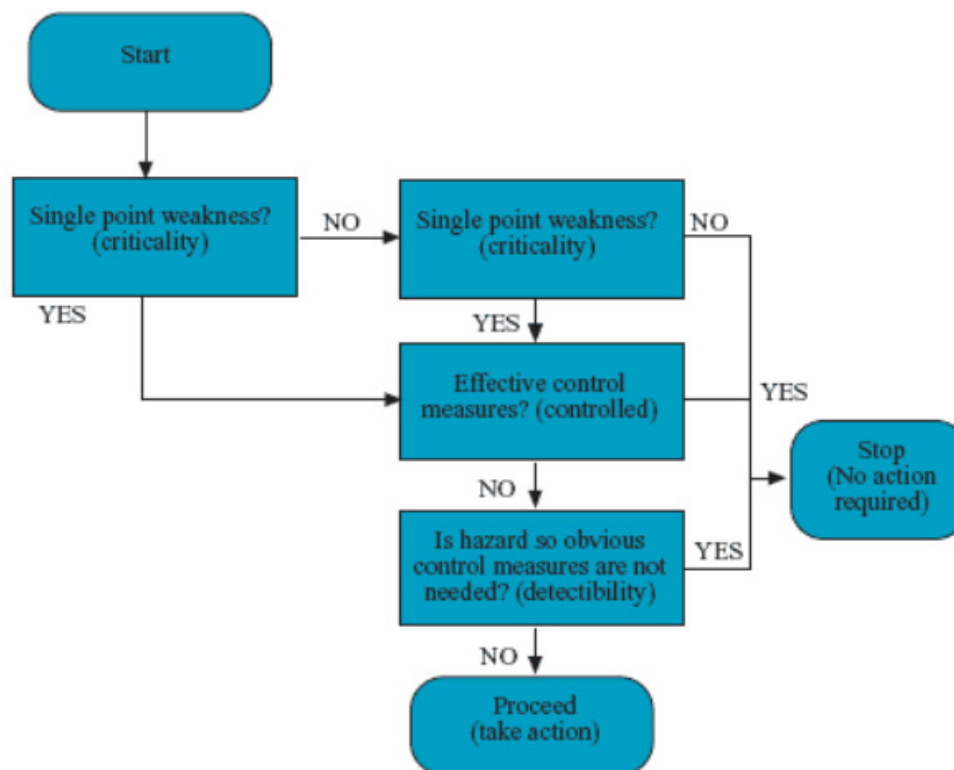 Start
Single point weakness?
(criticality)
NO
Single point weakness?
(criticality)
NO
YES
YES
Effective control
measures? (controlled)
YES
Stop
(No action
required)
NO
Is hazard so obvious
control measures are not
needed? (detectibility)
YES
NO
Proceed
(take action)